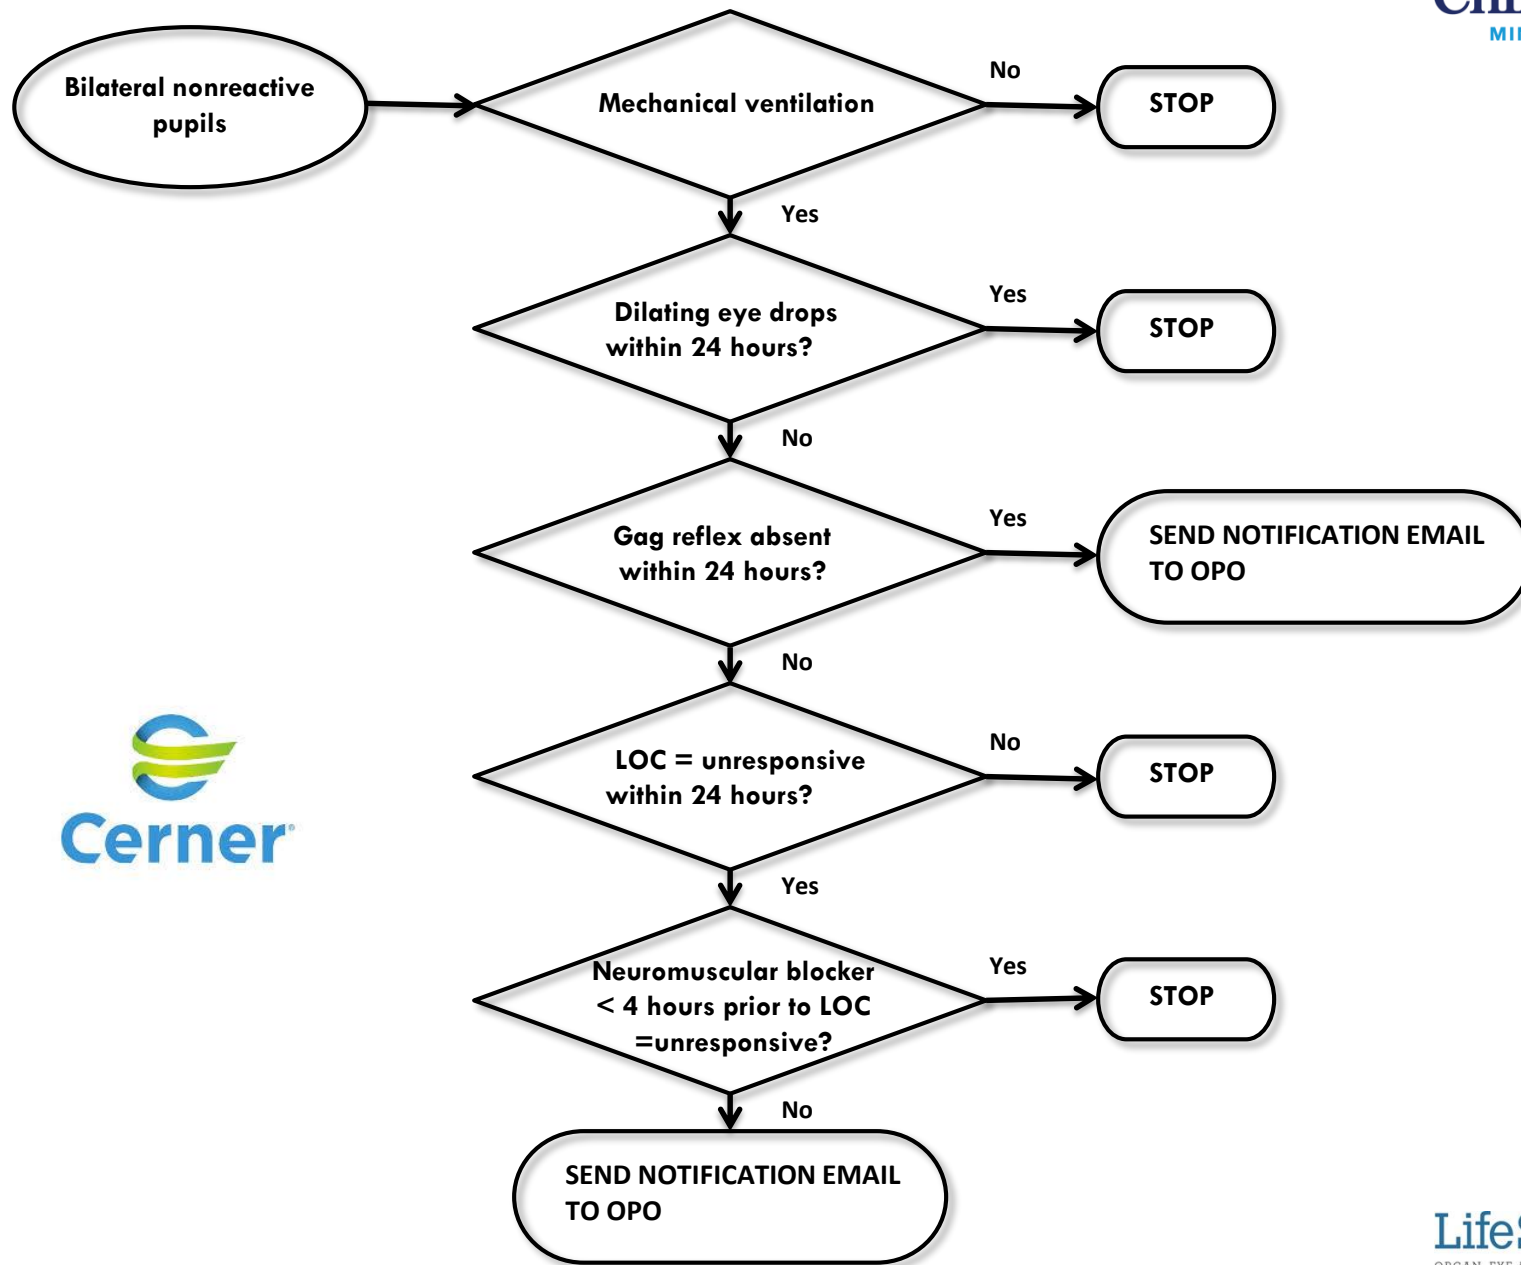 Bilateral nonreactive
pupils
Mechanical ventilation
No
STOP
Yes
Dilating eye drops
within 24 hours?
Yes
STOP
No
Gag reflex absent
within 24 hours?
Yes
SEND NOTIFICATION EMAIL
TO OPO
No
LOC = unresponsive
within 24 hours?
No
STOP
Cerner
Yes
Neuromuscular blocker
< 4 hours prior to LOC
=unresponsive?
Yes
STOP
No
SEND NOTIFICATION EMAIL
TO OPO